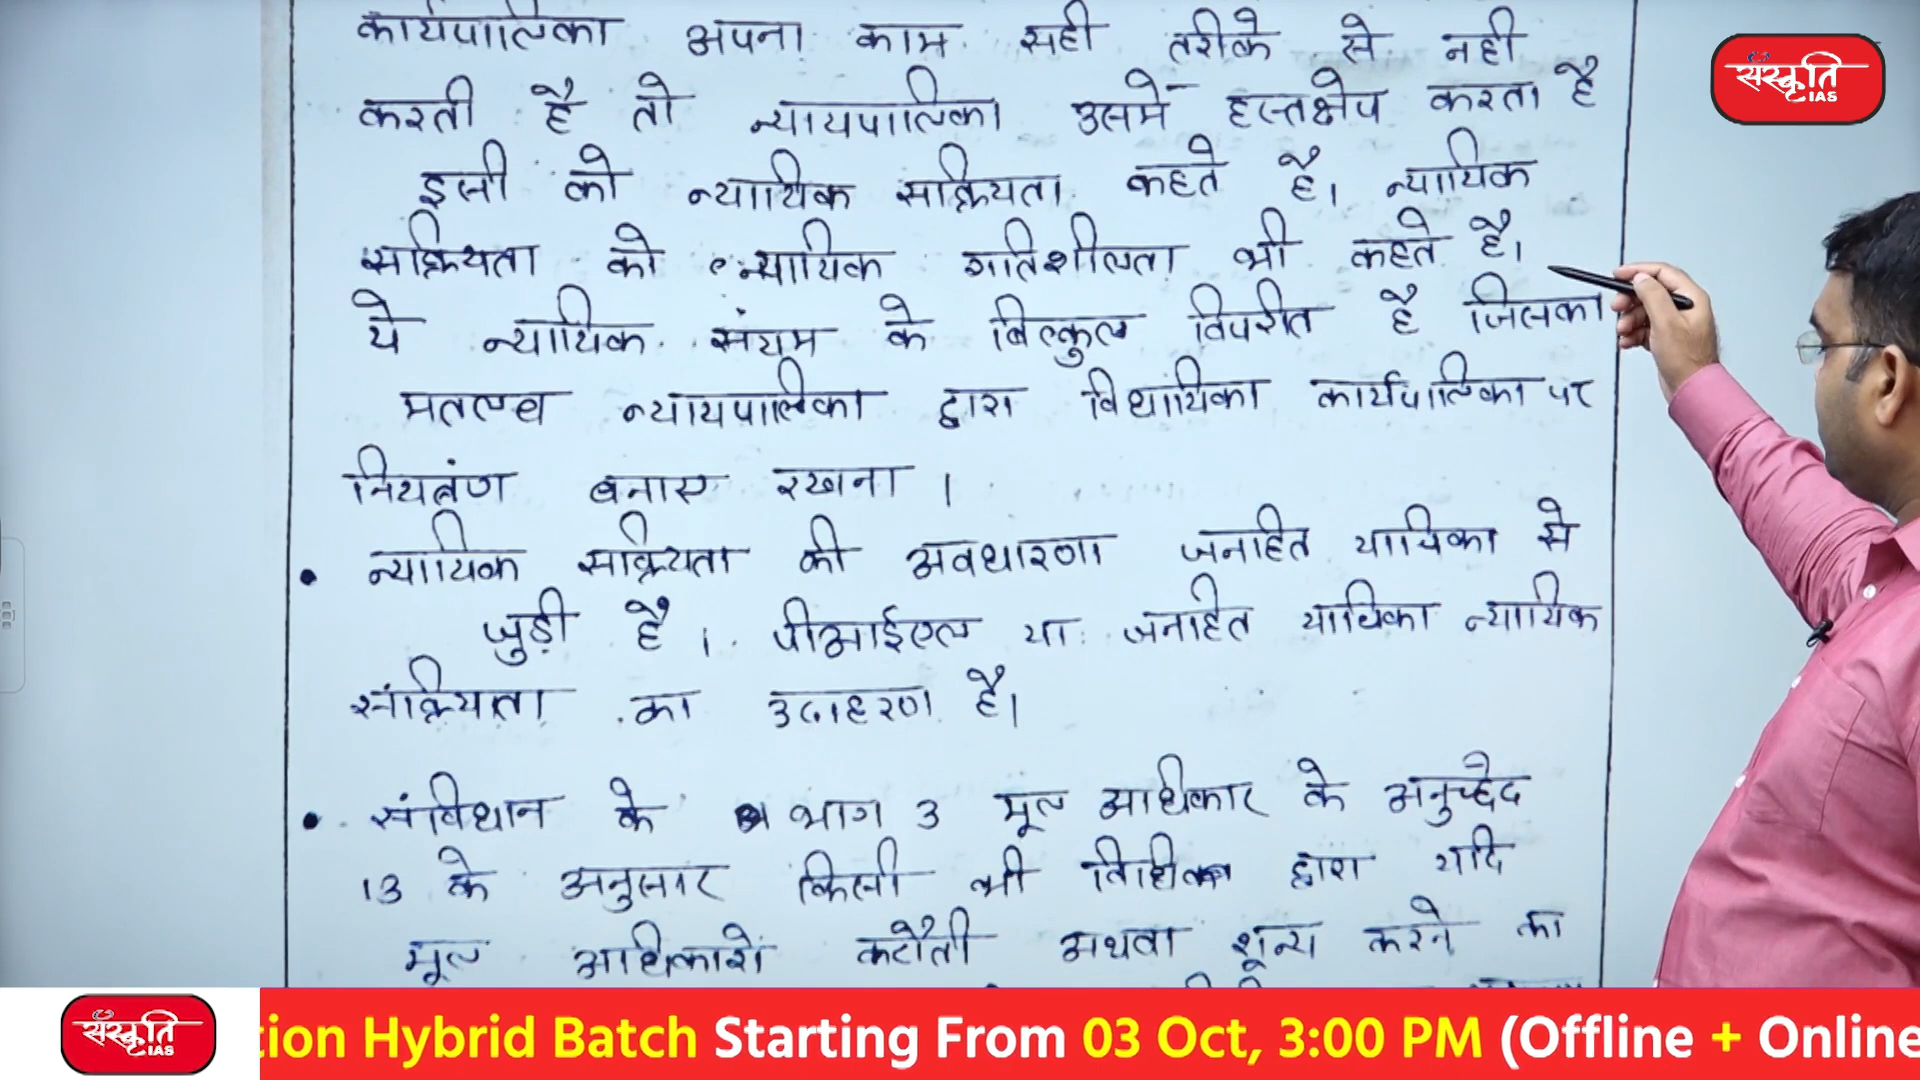 कार्यपालिका अपना काम सही तरीके से नही
करती है तो न्यायपालिका उसमें हस्तक्षेप करता है
इसी को न्यायिक सक्रियता कहते है। न्यायिक
सक्रियता को न्यायिक गतिशीलता भी कहते है।
ये न्यायिक संयम के बिल्कुल विपरीत है जिसका
मतलब न्यायपालिका द्वारा विधायिका कार्यपालिका पर
नियतंण बनाए रखना।
• न्यायिक सक्रियता की अवधारणा जनहित याचिका से
जुड़ी है। पीआईएल या जनहित याचिका न्यायिक
सक्रियता का उदाहरण है।
• संविधान के भाग 3 मूल अधिकार के अनुच्छेद
13 के अनुसार किसी भी द्वारा यदि
मूल अधिकारो कटौती अथवा शून्य करने का
संस्कृति
IAS
संस्कृति
IAS
tion Hybrid Batch Starting From 03 Oct, 3:00 PM (Offline + Online